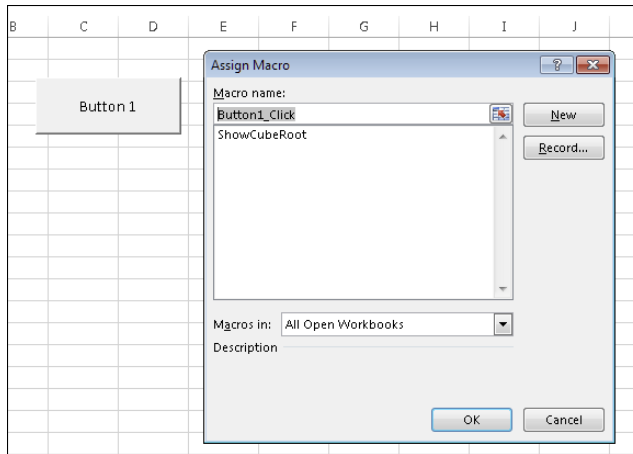 B C D E F G H I J
Assign Macro
Macro name:
Button 1
Button1_Click
New
ShowCubeRoot
Record...
Macros in: All Open Workbooks
Description
OK Cancel